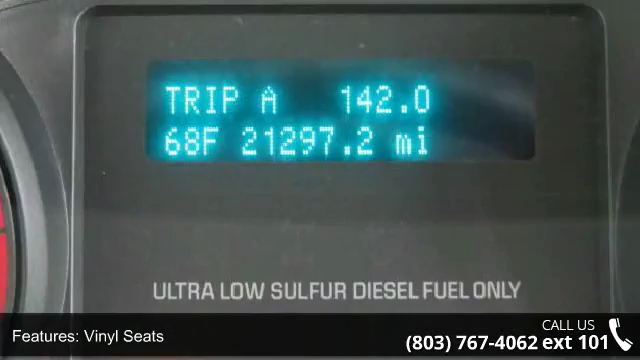 TRIP A 142.0
68F 21297.2 mi
ULTRA LOW SULFUR DIESEL FUEL ONLY
Features: Vinyl Seats
CALL US
(803) 767-4062 ext 101